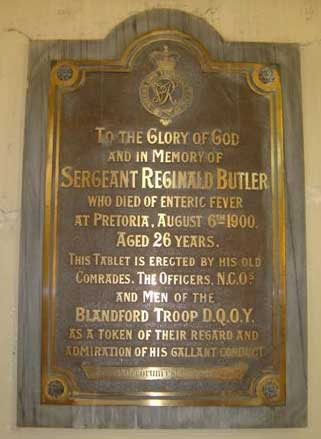 TO THE GLORY OF GOD
AND IN MEMORY OF
SERGEANT REGINALD BUTLER
WHO DIED OF ENTERIC FEVER
AT PRETORIA, AUGUST 6TH 1900.
AGED 26 YEARS.
THIS TABLET IS ERECTED BY HIS OLD
COMRADES, THE OFFICERS, N.C.OS
AND MEN OF THE
BLANDFORD TROOP D.Q.O.Y.
AS A TOKEN OF THEIR REGARD AND
ADMIRATION OF HIS GALLANT CONDUCT